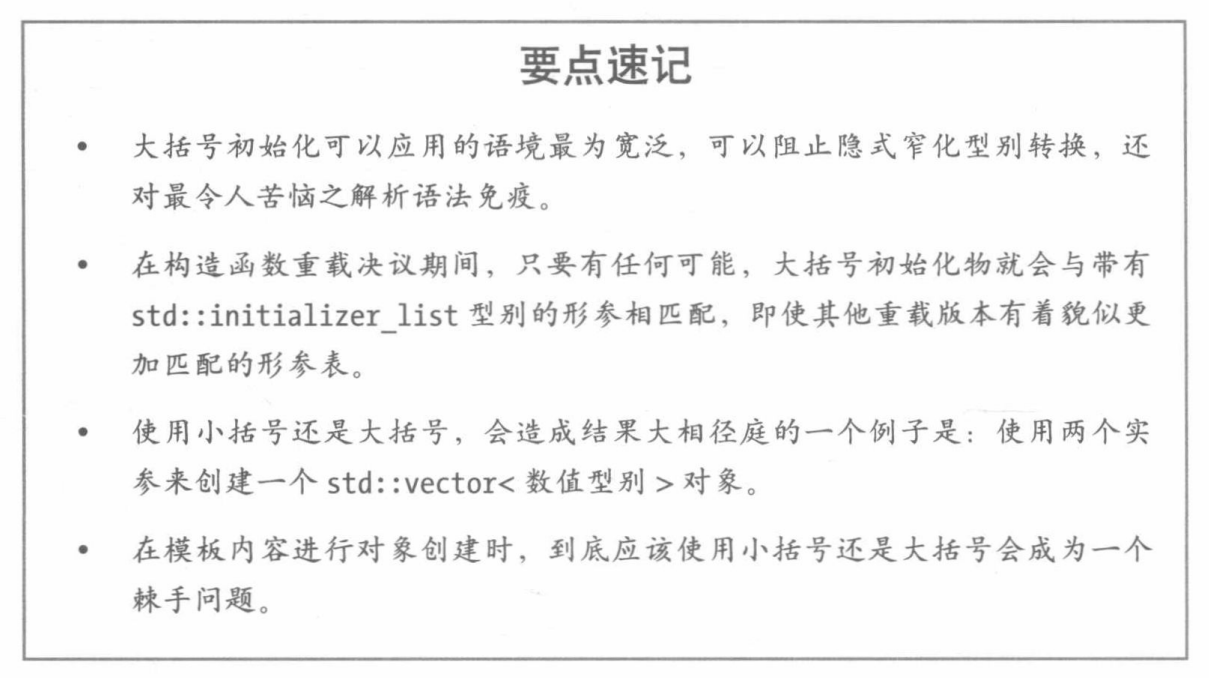 要点速记
• 大括号初始化可以应用的语境最为宽泛，可以阻止隐式窄化型别转换，还
对最令人苦恼之解析语法免疫。
• 在构造函数重载决议期间，只要有任何可能，大括号初始化物就会与带有
std::initializer_list 型别的形参相匹配，即使其他重载版本有着貌似更
加匹配的形参表。
• 使用小括号还是大括号，会造成结果大相径庭的一个例子是：使用两个实
参来创建一个 std::vector< 数值型别 > 对象。
• 在模板内容进行对象创建时，到底应该使用小括号还是大括号会成为一个
棘手问题。